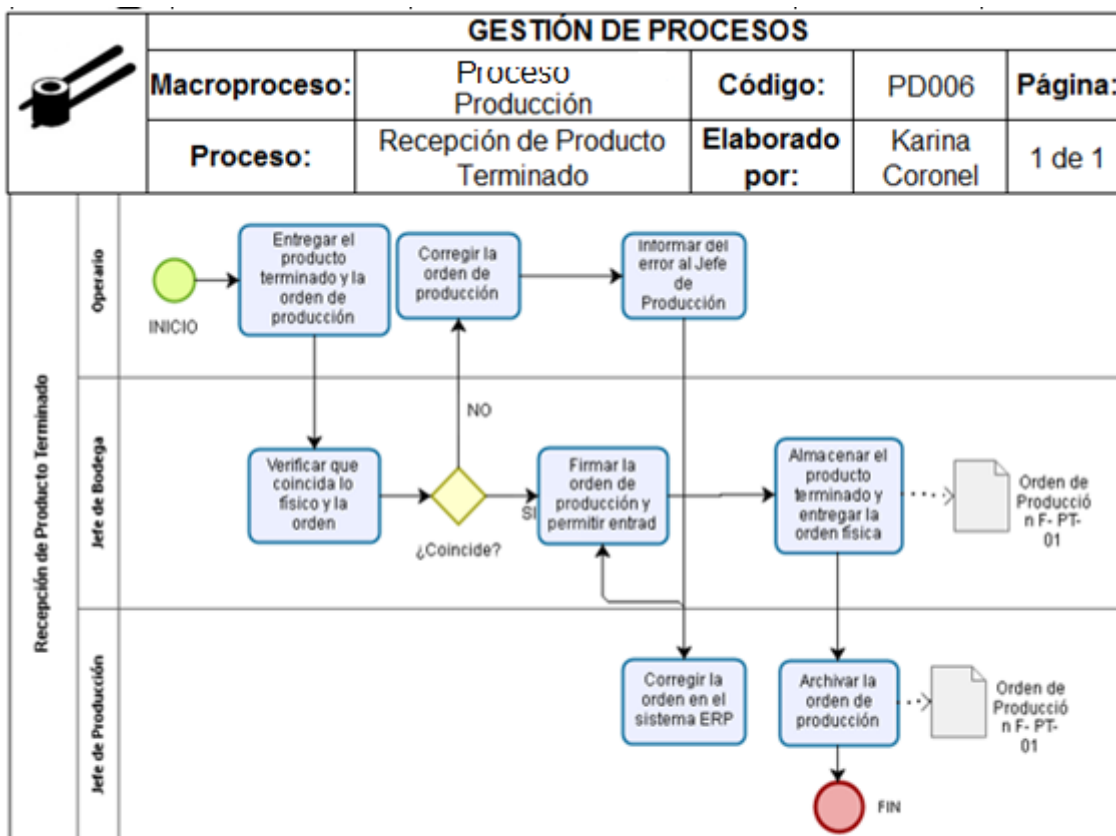 GESTIÓN DE PROCESOS
Macroproceso:
Proceso
Producción
Código:
PD006
Página:
Proceso:
Recepción de Producto
Terminado
Elaborado
por:
Karina
Coronel
1 de 1
Recepción de Producto Terminado
Operario
INICIO
Entregar el
producto
terminado y la
orden de
producción
Corregir la
orden de
producción
Informar del
error al Jefe
de
Producción
Jefe de Bodega
Verificar que
coincida lo
físico y la
orden
NO
¿Coincide?
SI
Firmar la
orden de
producción y
permitir entrad
Almacenar el
producto
terminado y
entregar la
orden física
Orden de
Producció
n F- PT-
01
Jefe de Producción
Corregir la
orden en el
sistema ERP
Archivar la
orden de
producción
Orden de
Producció
n F- PT-
01
FIN